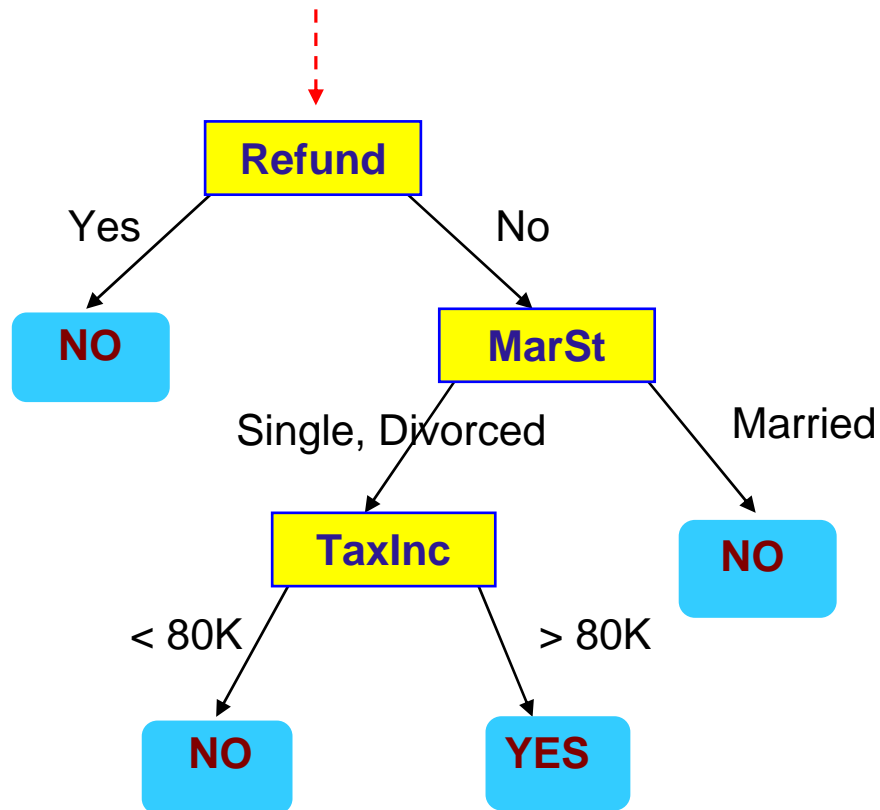 Refund
Yes
No
NO
MarSt
Single, Divorced
Married
TaxInc
NO
< 80K
> 80K
NO
YES